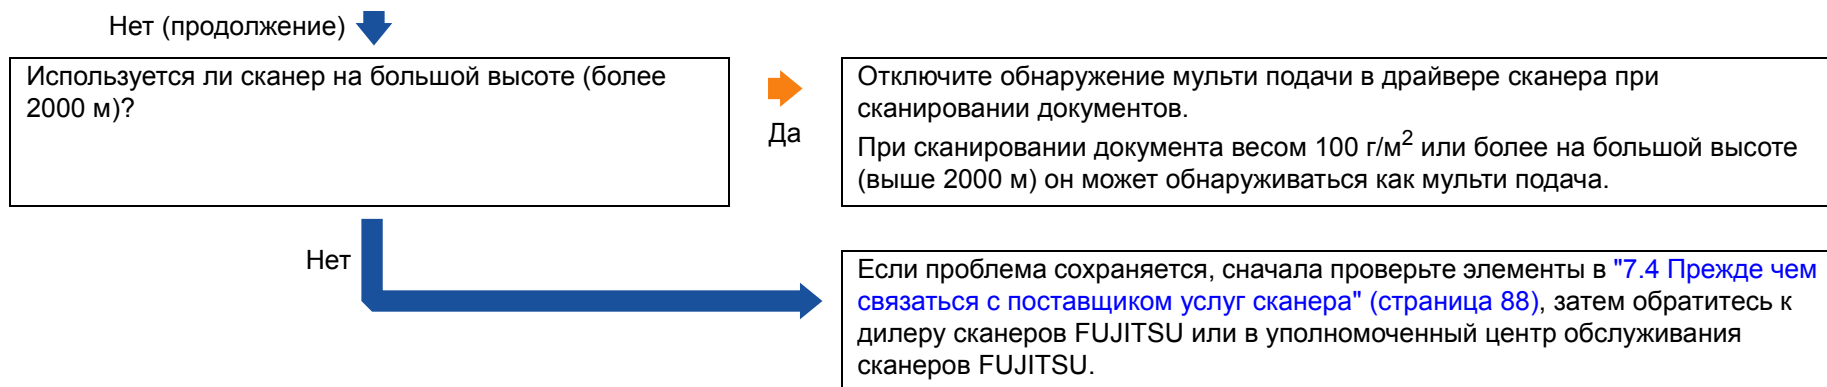 Нет (продолжение)
Используется ли сканер на большой высоте (более
2000 м)?
Да
Отключите обнаружение мульти подачи в драйвере сканера при
сканировании документов.
При сканировании документа весом 100 г/м² или более на большой высоте
(выше 2000 м) он может обнаруживаться как мульти подача.
Нет
Если проблема сохраняется, сначала проверьте элементы в "7.4 Прежде чем
связаться с поставщиком услуг сканера" (страница 88), затем обратитесь к
дилеру сканеров FUJITSU или в уполномоченный центр обслуживания
сканеров FUJITSU.